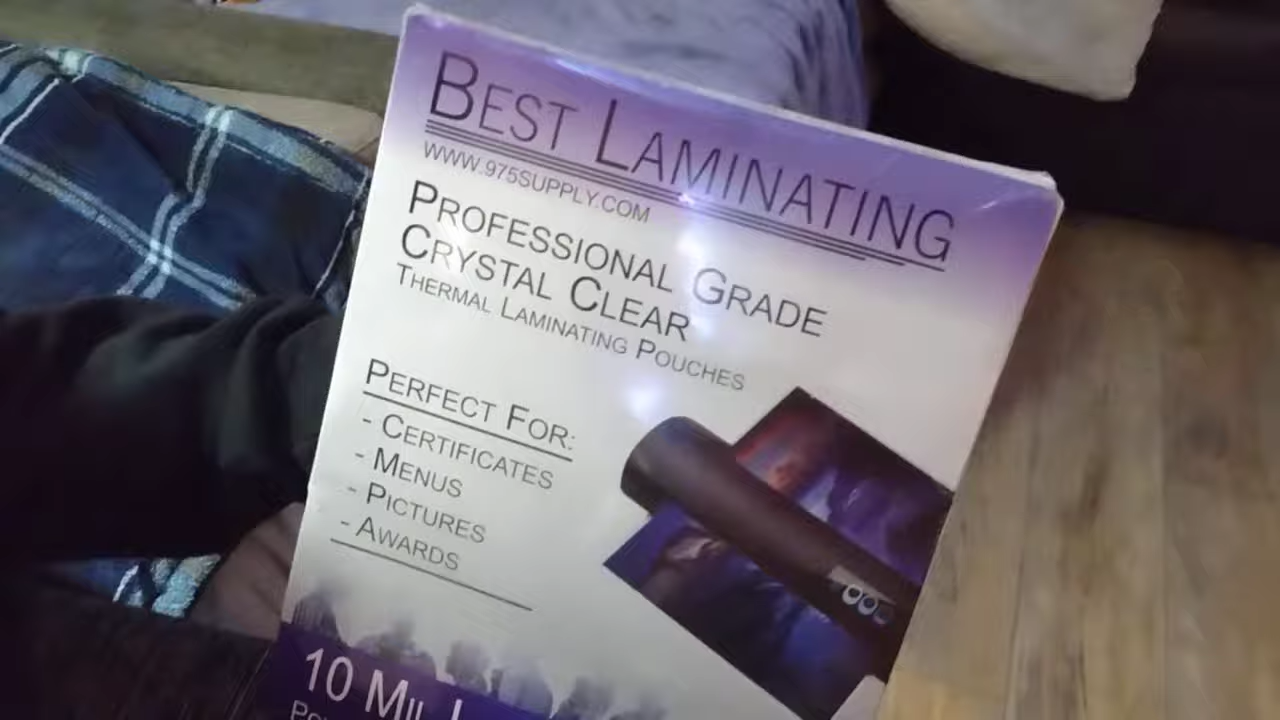 BEST LAMINATING
WWW.975SUPPLY.COM
PROFESSIONAL GRADE
CRYSTAL CLEAR
THERMAL LAMINATING POUCHES
PERFECT FOR:
- CERTIFICATES
- MENUS
- PICTURES
- AWARDS
10 MIL